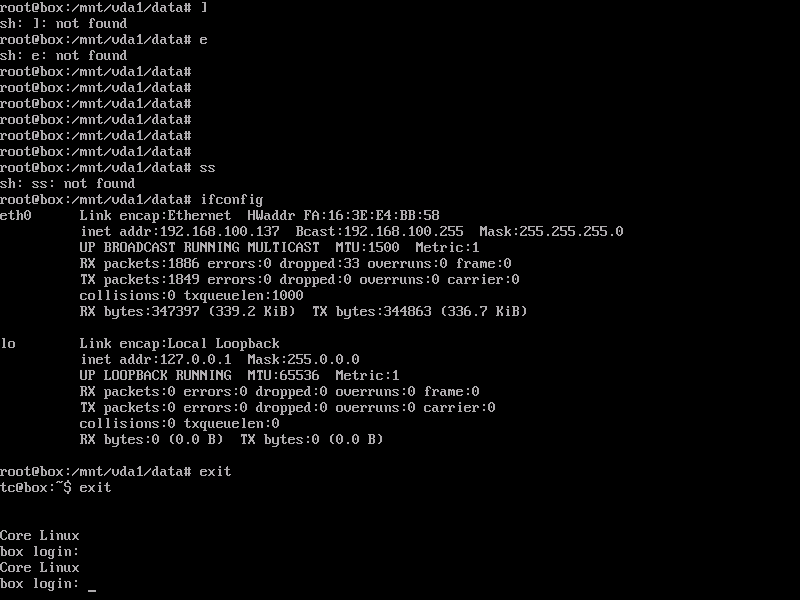 root@box:/mnt/vda1/data# l
sh: l: not found
root@box:/mnt/vda1/data# e
sh: e: not found
root@box:/mnt/vda1/data#
root@box:/mnt/vda1/data#
root@box:/mnt/vda1/data#
root@box:/mnt/vda1/data#
root@box:/mnt/vda1/data#
root@box:/mnt/vda1/data#
root@box:/mnt/vda1/data# ss
sh: ss: not found
root@box:/mnt/vda1/data# ifconfig
eth0      Link encap:Ethernet  HWaddr FA:16:3E:E4:BB:58
          inet addr:192.168.100.137  Bcast:192.168.100.255  Mask:255.255.255.0
          UP BROADCAST RUNNING MULTICAST  MTU:1500  Metric:1
          RX packets:1886 errors:0 dropped:33 overruns:0 frame:0
          TX packets:1849 errors:0 dropped:0 overruns:0 carrier:0
          collisions:0 txqueuelen:1000
          RX bytes:347397 (339.2 KiB)  TX bytes:344863 (336.7 KiB)
lo        Link encap:Local Loopback
          inet addr:127.0.0.1  Mask:255.0.0.0
          UP LOOPBACK RUNNING  MTU:65536  Metric:1
          RX packets:0 errors:0 dropped:0 overruns:0 frame:0
          TX packets:0 errors:0 dropped:0 overruns:0 carrier:0
          collisions:0 txqueuelen:0
          RX bytes:0 (0.0 B)  TX bytes:0 (0.0 B)
root@box:/mnt/vda1/data# exit
tc@box:~$ exit
Core Linux
box login:
Core Linux
box login: _